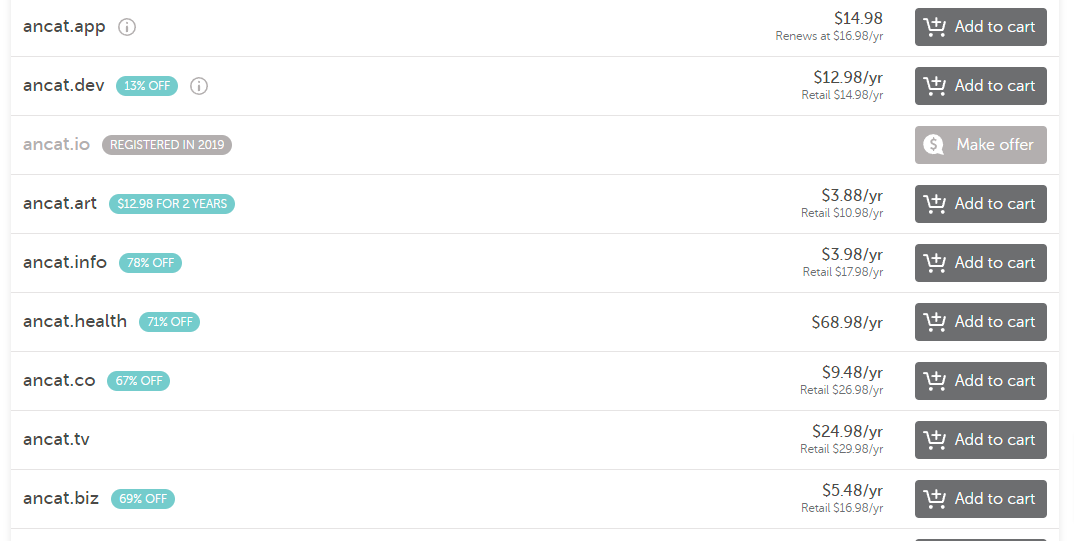 ancat.app
$14.98
Renews at $16.98/yr
Add to cart
ancat.dev 13% OFF
$12.98/yr
Retail $14.98/yr
Add to cart
ancat.io REGISTERED IN 2019
Make offer
ancat.art $12.98 FOR 2 YEARS
$3.88/yr
Retail $10.98/yr
Add to cart
ancat.info 78% OFF
$3.98/yr
Retail $17.98/yr
Add to cart
ancat.health 71% OFF
$68.98/yr
Add to cart
ancat.co 67% OFF
$9.48/yr
Retail $26.98/yr
Add to cart
ancat.tv
$24.98/yr
Retail $29.98/yr
Add to cart
ancat.biz 69% OFF
$5.48/yr
Retail $16.98/yr
Add to cart